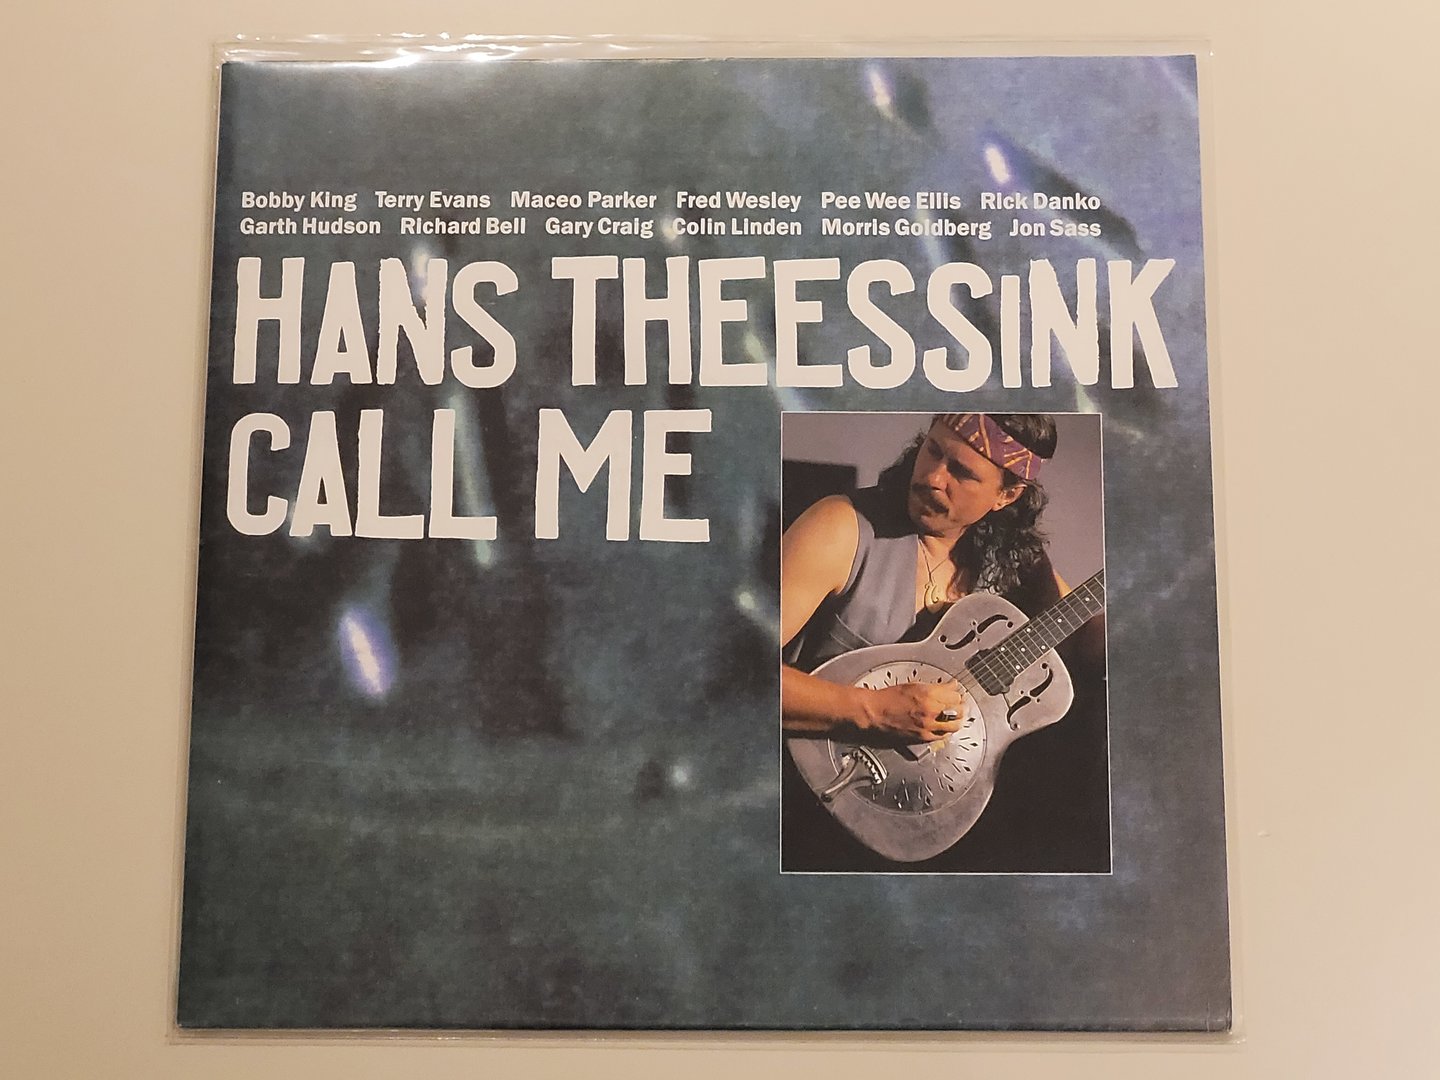 Bobby King Terry Evans Maceo Parker Fred Wesley Pee Wee Ellis Rick Danko
Garth Hudson Richard Bell Gary Craig Colin Linden Morris Goldberg Jon Sass
HANS THEESSiNK
CALL ME